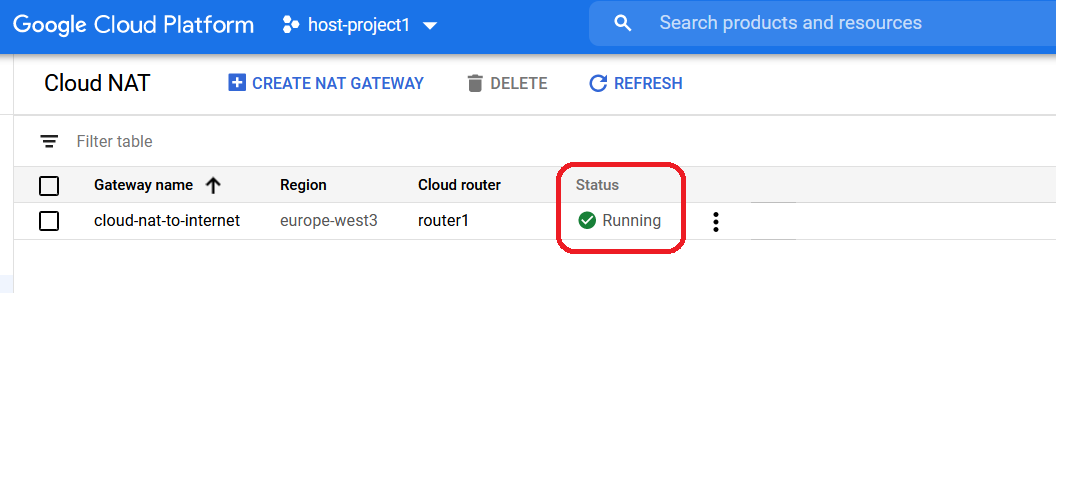 Google Cloud Platform host-project1 Search products and resources
Cloud NAT CREATE NAT GATEWAY DELETE REFRESH
Filter table
Gateway name Region Cloud router Status
cloud-nat-to-internet europe-west3 router1 Running